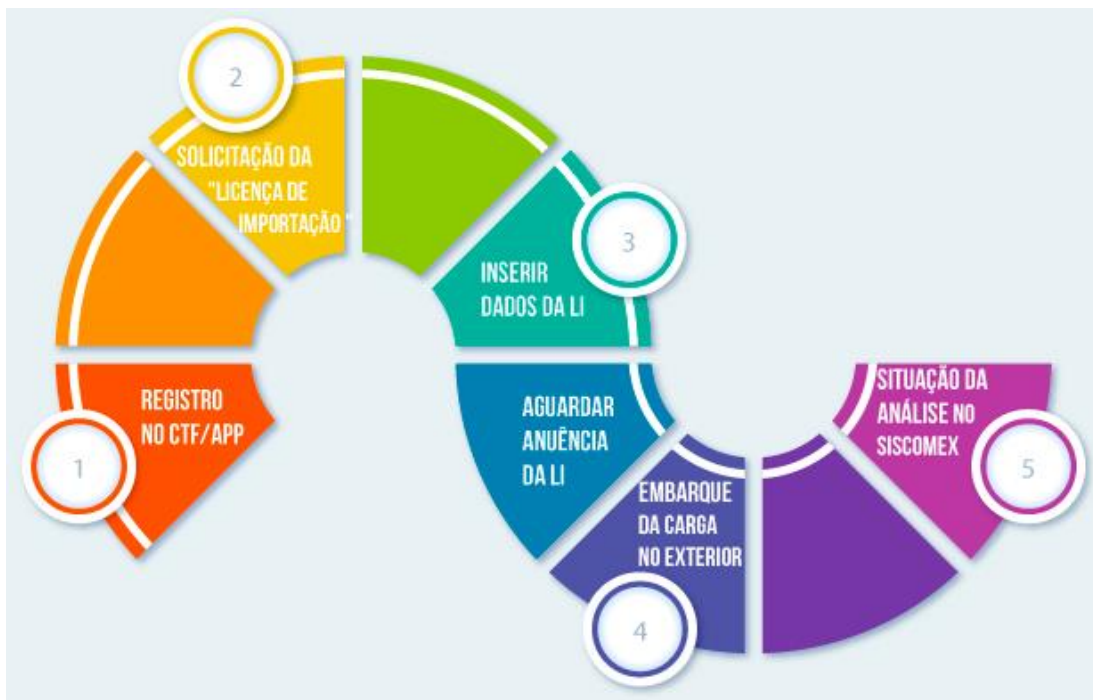 1
REGISTRO
NO CTF/APP
2
SOLICITAÇÃO DA
"LICENÇA DE
IMPORTAÇÃO "
3
INSERIR
DADOS DA LI
AGUARDAR
ANUÊNCIA
DA LI
4
EMBARQUE
DA CARGA
NO EXTERIOR
5
SITUAÇÃO DA
ANÁLISE NO
SISCOMEX